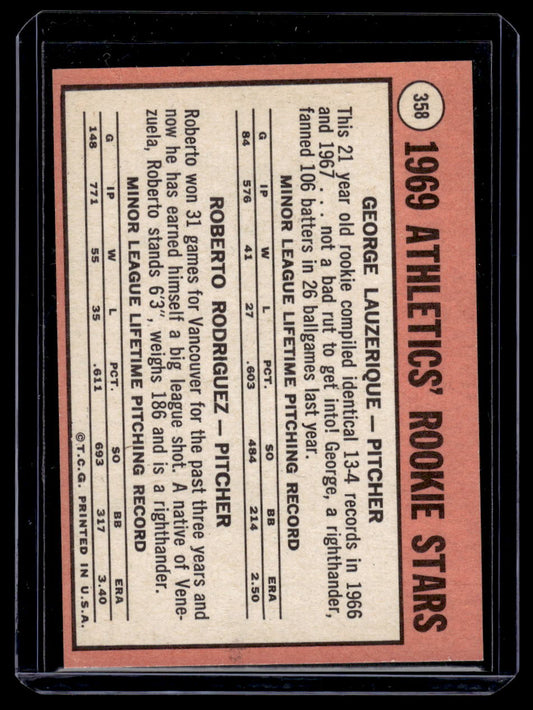 358
1969 ATHLETICS' ROOKIE STARS
GEORGE LAUZERIQUE — PITCHER
This 21 year old rookie compiled identical 13-4 records in 1966
and 1967 . . . not a bad rut to get into! George, a righthander,
fanned 106 batters in 26 ballgames last year.
MINOR LEAGUE LIFETIME PITCHING RECORD
G IP W L PCT. SO BB ERA
84 576 41 27 .603 484 214 2.50
ROBERTO RODRIGUEZ — PITCHER
Roberto won 31 games for Vancouver for the past three years and
now he has earned himself a big league shot. A native of Vene-
zuela, Roberto stands 6'3", weighs 186 and is a righthander.
MINOR LEAGUE LIFETIME PITCHING RECORD
G IP W L PCT. SO BB ERA
148 771 55 35 .611 693 317 3.40
©T.C.G. PRINTED IN U.S.A.